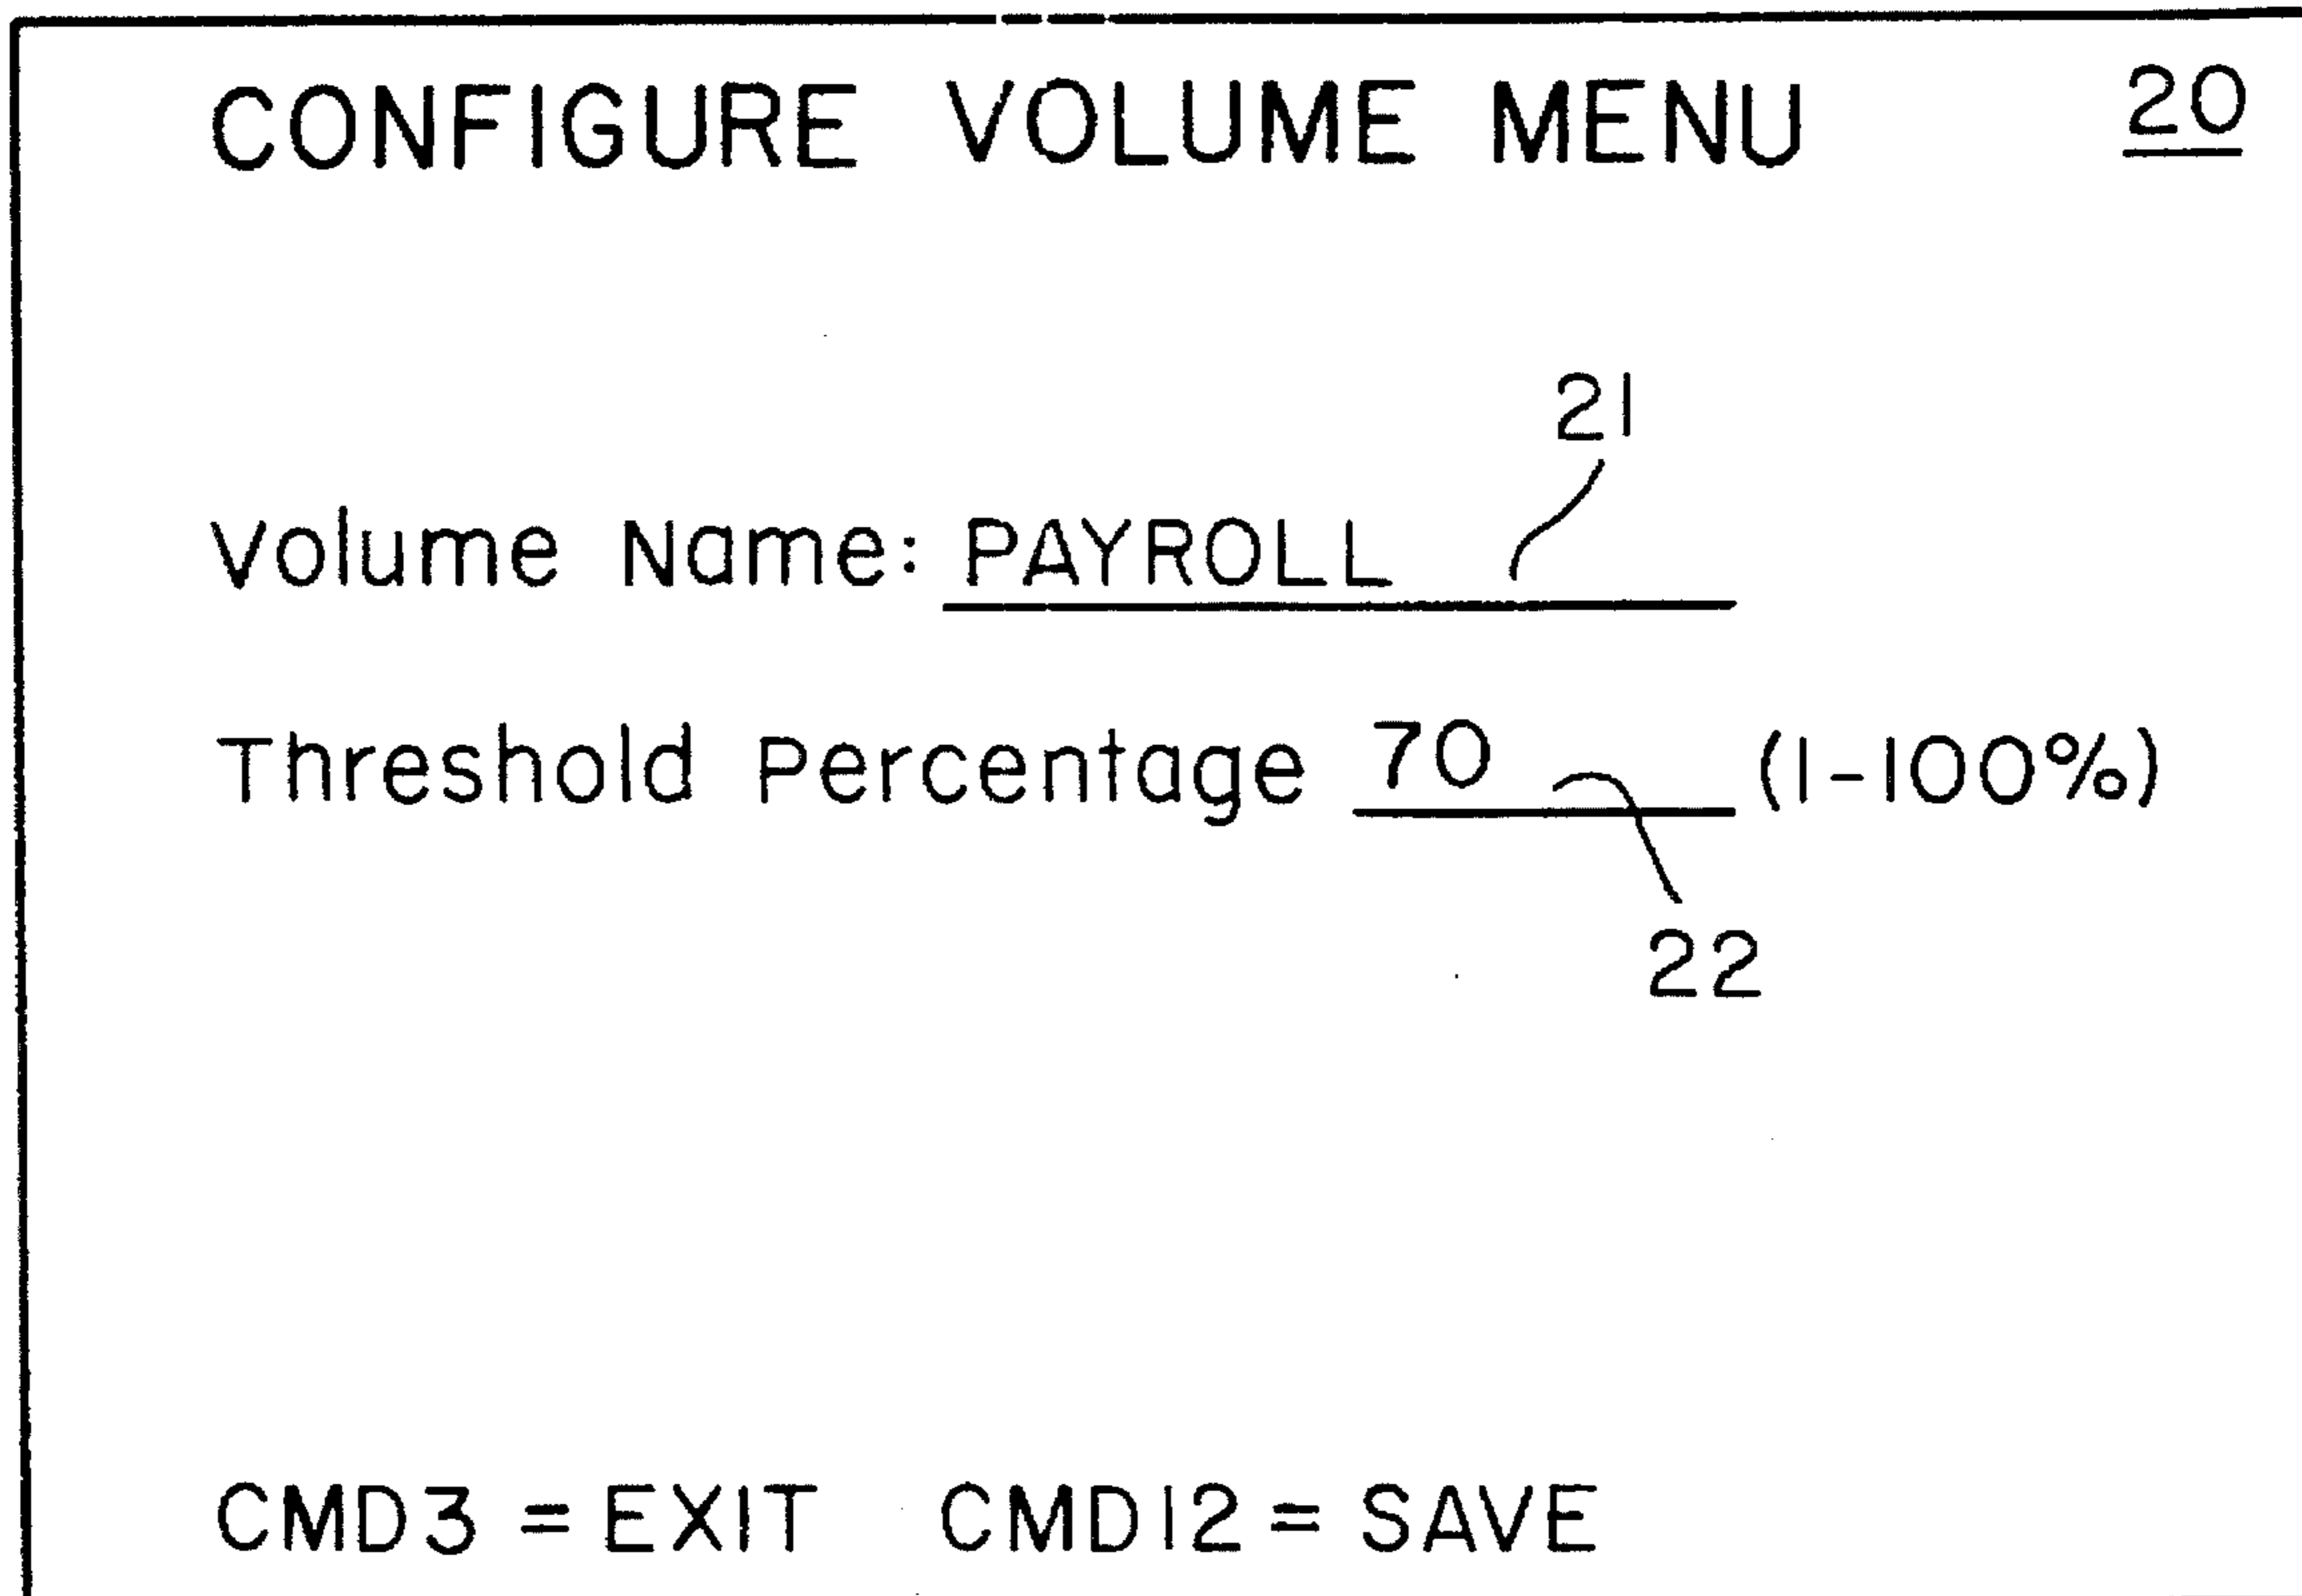 CONFIGURE VOLUME MENU 20
21
Volume Name: PAYROLL
Threshold Percentage 70 (1-100%)
22
CMD3 = EXIT CMD12 = SAVE